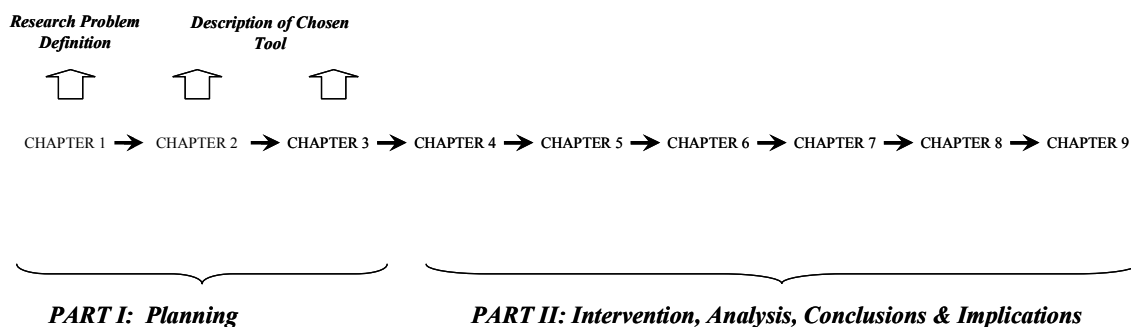 Research Problem
Definition
Description of Chosen
Tool
CHAPTER 1
CHAPTER 2
CHAPTER 3
CHAPTER 4
CHAPTER 5
CHAPTER 6
CHAPTER 7
CHAPTER 8
CHAPTER 9
PART I: Planning
PART II: Intervention, Analysis, Conclusions & Implications